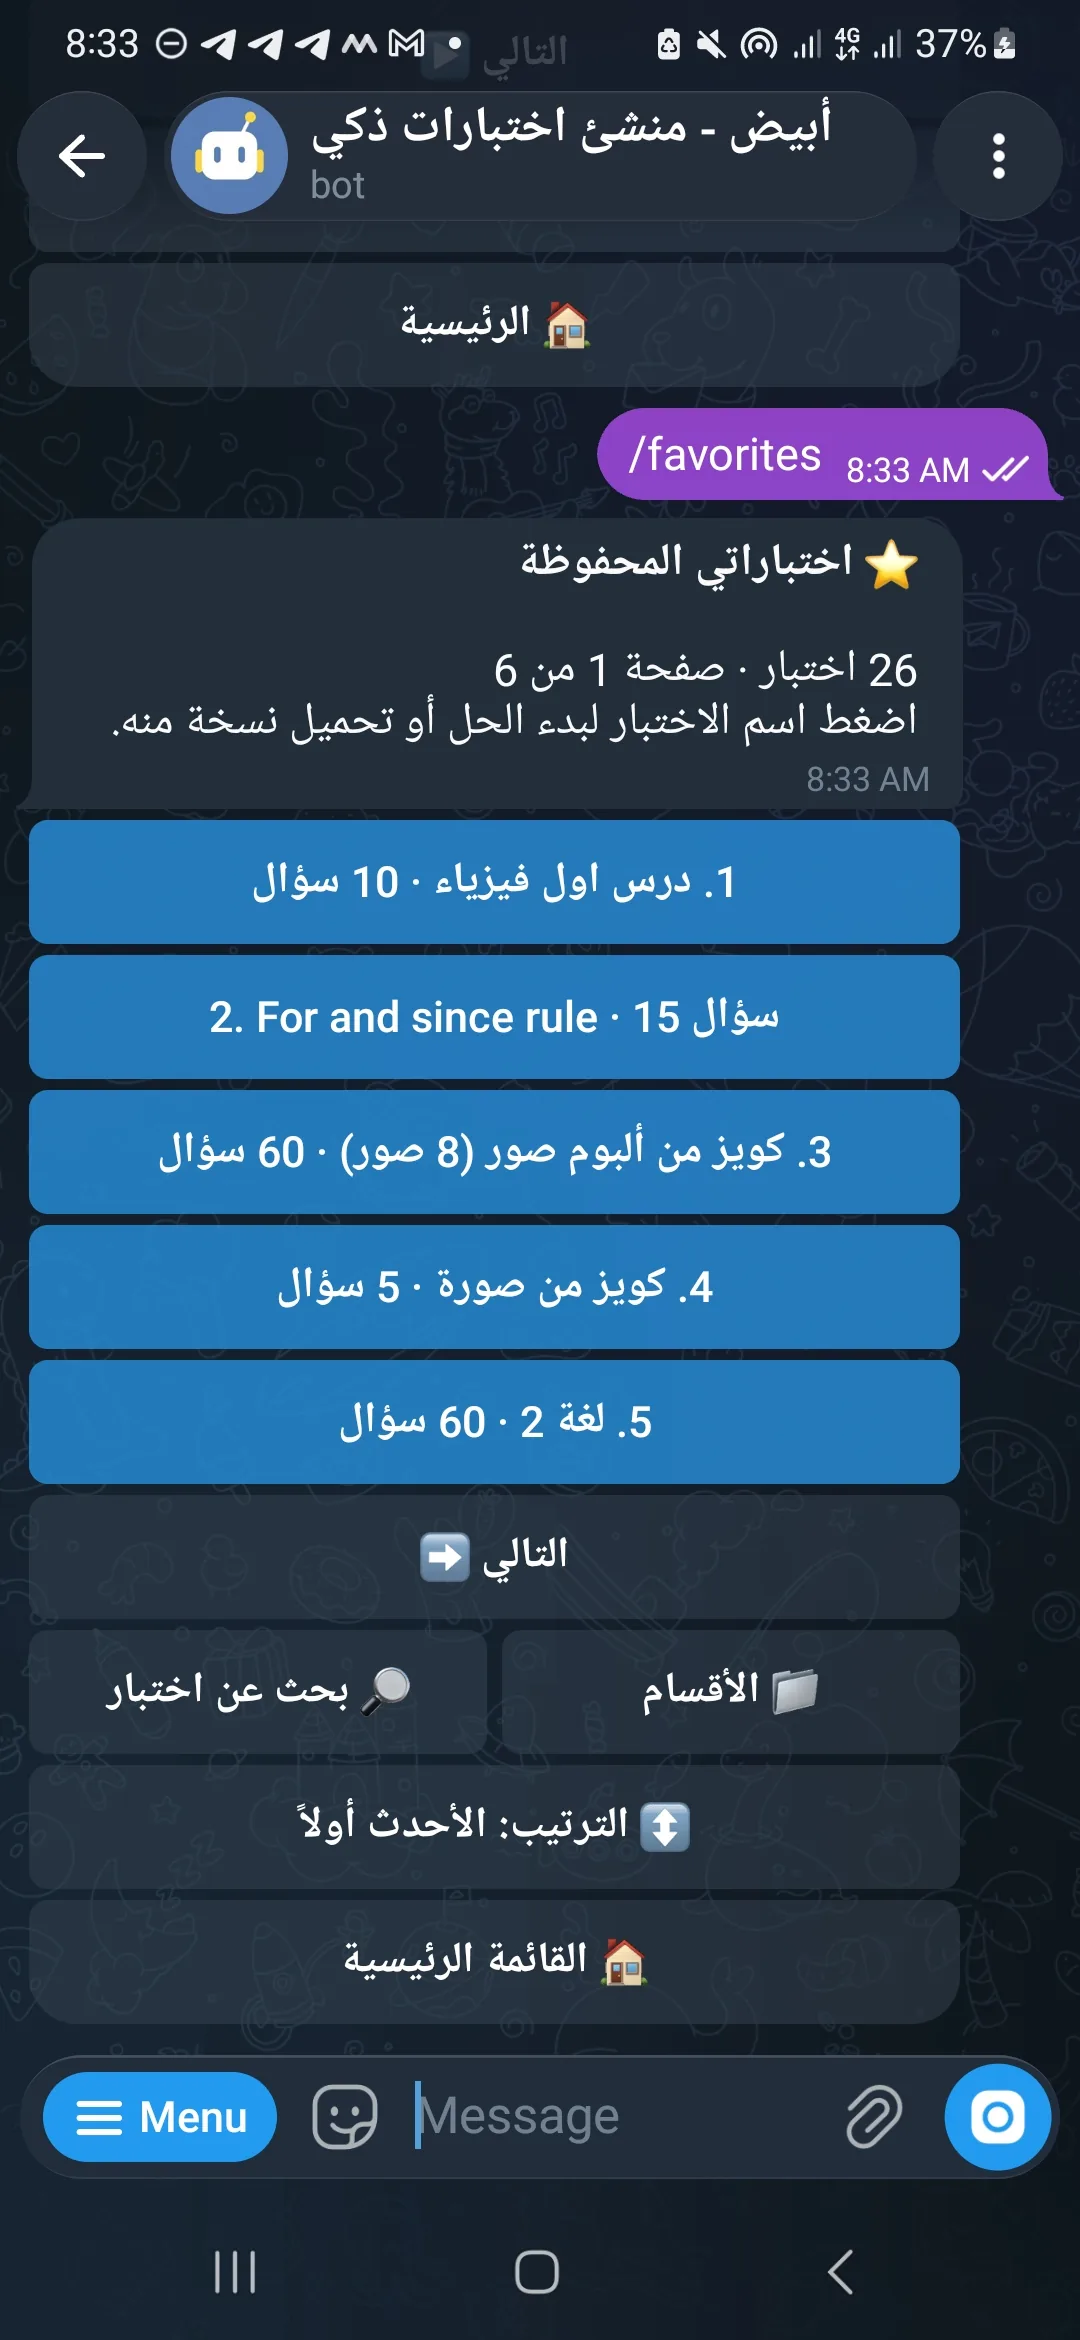 8:33
4G
37%
التالي
أبيض - منشئ اختبارات ذكي
bot
🏠 الرئيسية
/favorites
8:33 AM
⭐ اختباراتي المحفوظة
26 اختبار · صفحة 1 من 6
اضغط اسم الاختبار لبدء الحل أو تحميل نسخة منه.
8:33 AM
1. درس اول فيزياء · 10 سؤال
2. For and since rule · 15 سؤال
3. كويز من ألبوم صور (8 صور) · 60 سؤال
4. كويز من صورة · 5 سؤال
5. لغة 2 · 60 سؤال
التالي ➡️
📁 الأقسام
🔎 بحث عن اختبار
↕️ الترتيب: الأحدث أولاً
🏠 القائمة الرئيسية
Menu
Message